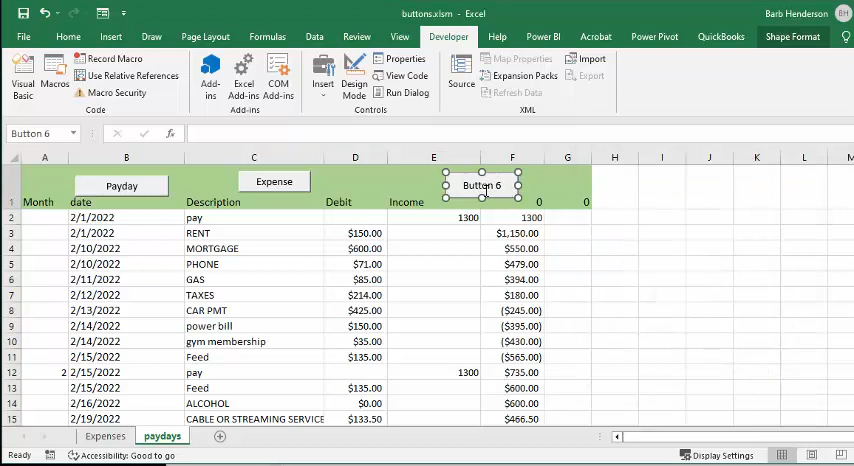 buttons.xlsm - Excel
Barb Henderson
BH
File Home Insert Draw Page Layout Formulas Data Review View Developer Help Power BI Acrobat Power Pivot QuickBooks Shape Format
Visual Basic
Macros
Record Macro
Use Relative References
Macro Security
Code
Add-ins
Excel Add-ins
COM Add-ins
Add-ins
Insert
Design Mode
Properties
View Code
Run Dialog
Controls
Source
Map Properties
Expansion Packs
Refresh Data
Import
Export
XML
Button 6
fx
A B C D E F G H I J K L M
Payday Expense Button 6
1 Month date Description Debit Income 0 0
2 2/1/2022 pay 1300 1300
3 2/1/2022 RENT $150.00 $1,150.00
4 2/10/2022 MORTGAGE $600.00 $550.00
5 2/10/2022 PHONE $71.00 $479.00
6 2/11/2022 GAS $85.00 $394.00
7 2/12/2022 TAXES $214.00 $180.00
8 2/13/2022 CAR PMT $425.00 ($245.00)
9 2/14/2022 power bill $150.00 ($395.00)
10 2/14/2022 gym membership $35.00 ($430.00)
11 2/15/2022 Feed $135.00 ($565.00)
12 2 2/15/2022 pay 1300 $735.00
13 2/15/2022 Feed $135.00 $600.00
14 2/16/2022 ALCOHOL $0.00 $600.00
15 2/19/2022 CABLE OR STREAMING SERVICE $133.50 $466.50
Expenses paydays
Ready Accessibility: Good to go Display Settings